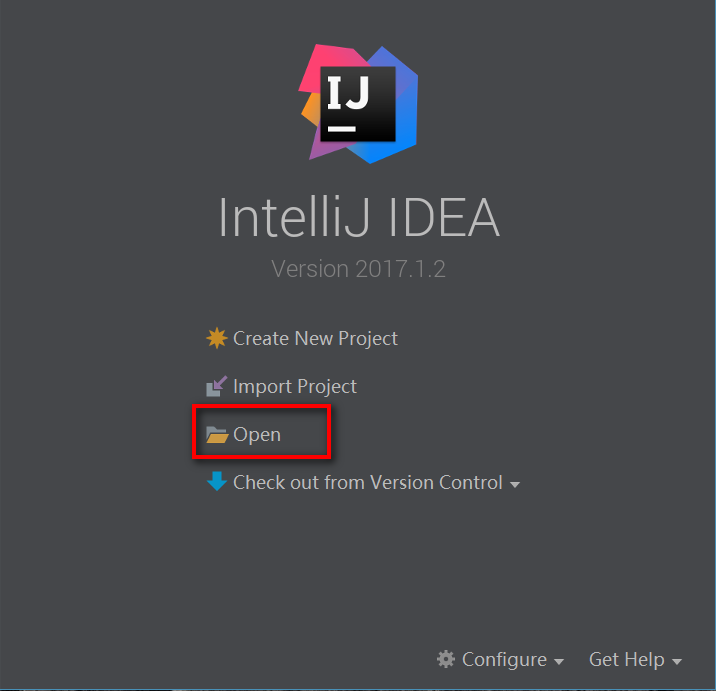 IJ
IntelliJ IDEA
Version 2017.1.2
Create New Project
Import Project
Open
Check out from Version Control
Configure Get Help